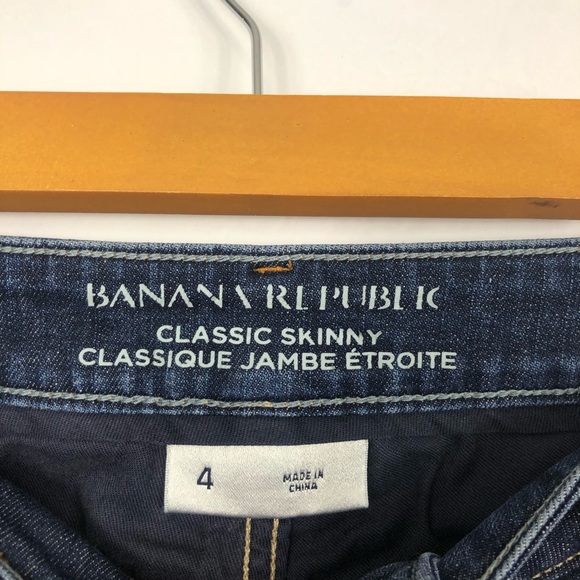 BANANA REPUBLIC
CLASSIC SKINNY
CLASSIQUE JAMBE ÉTROITE
4
MADE IN
CHINA